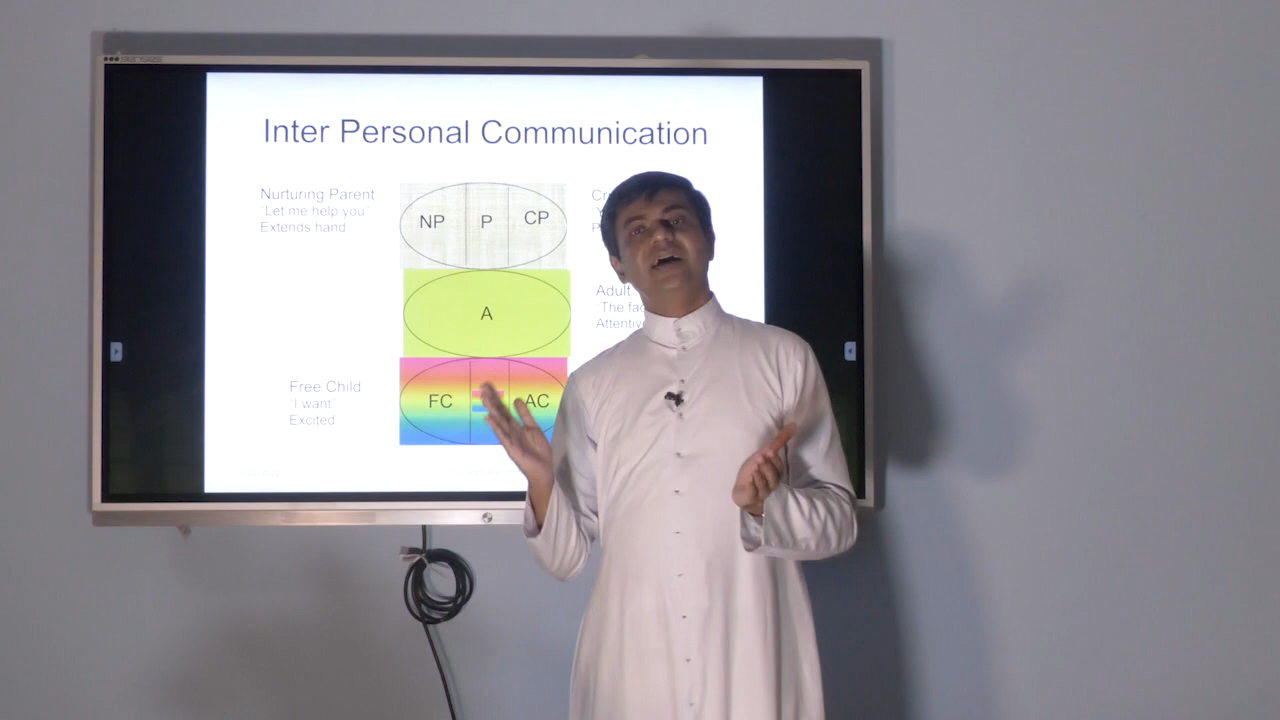 Inter Personal Communication
Nurturing Parent
"Let me help you"
Extends hand
NP P CP
Adult
The
A
Free Child
"I want"
Excited
FC AC